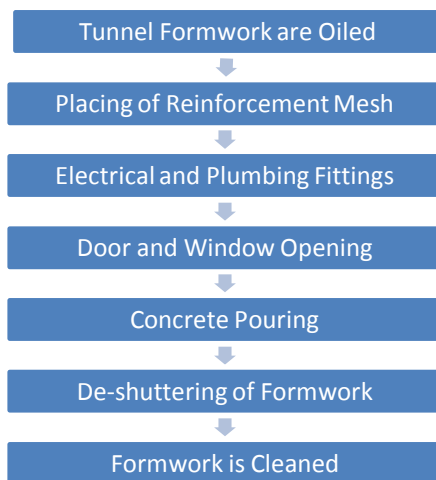 Tunnel Formwork are Oiled
Placing of Reinforcement Mesh
Electrical and Plumbing Fittings
Door and Window Opening
Concrete Pouring
De-shuttering of Formwork
Formwork is Cleaned